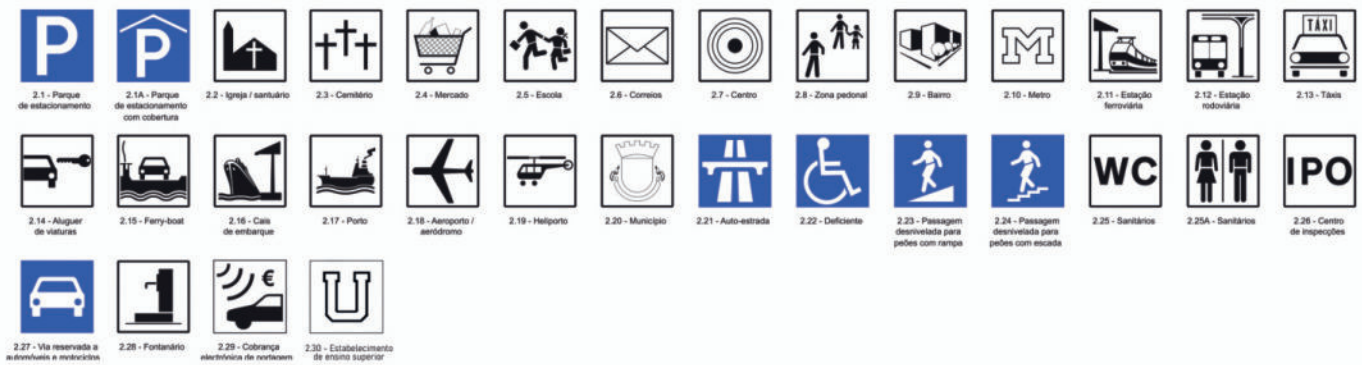 P
P
M
TÁXI
2.1 - Parque
de estacionamento
2.1A - Parque
de estacionamento
com cobertura
2.2 - Igreja / santuário
2.3 - Cemitério
2.4 - Mercado
2.5 - Escola
2.6 - Correios
2.7 - Centro
2.8 - Zona pedonal
2.9 - Bairro
2.10 - Metro
2.11 - Estação
ferroviária
2.12 - Estação
rodoviária
2.13 - Táxis
WC
IPO
2.14 - Aluguer
de viaturas
2.15 - Ferry-boat
2.16 - Cais
de embarque
2.17 - Porto
2.18 - Aeroporto /
aeródromo
2.19 - Heliporto
2.20 - Município
2.21 - Auto-estrada
2.22 - Deficiente
2.23 - Passagem
desnivelada para
peões com rampa
2.24 - Passagem
desnivelada para
peões com escada
2.25 - Sanitários
2.25A - Sanitários
2.26 - Centro
de inspecções
€
U
2.27 - Via reservada a
automóveis e motociclos
2.28 - Fontanário
2.29 - Cobrança
electrónica de portagem
2.30 - Estabelecimento
de ensino superior